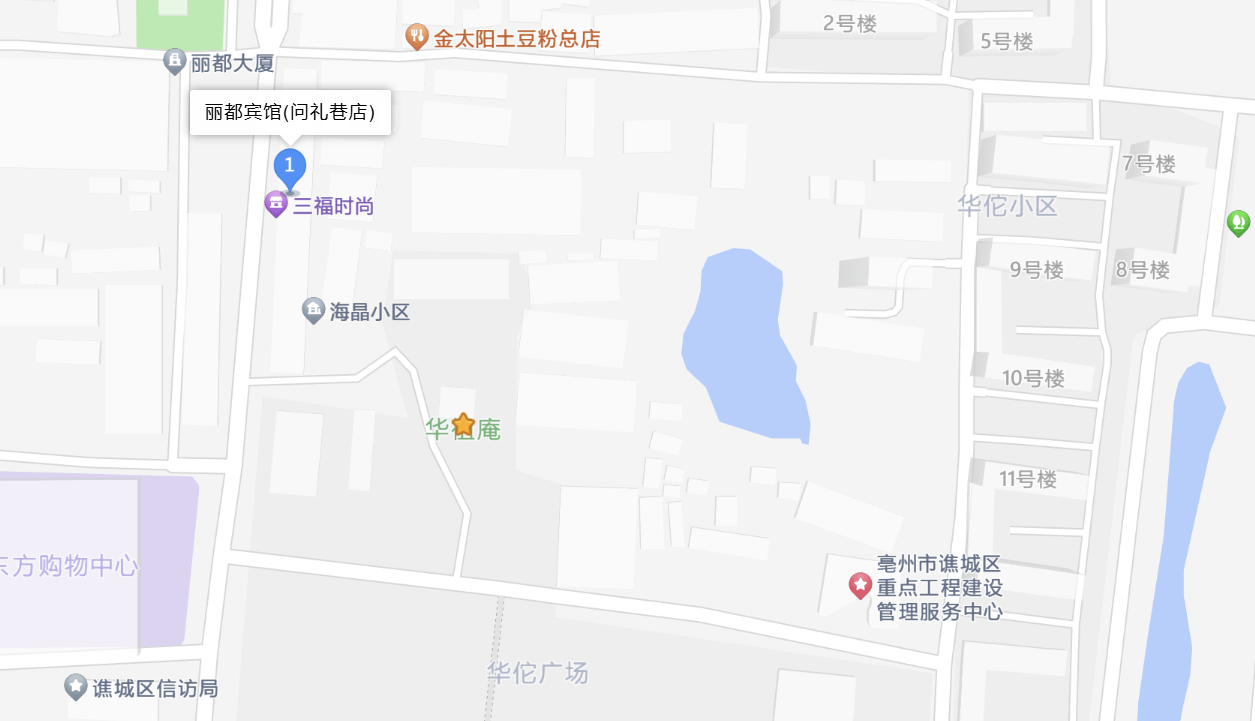 2号楼
金太阳土豆粉总店
5号楼
丽都大厦
丽都宾馆(问礼巷店)
1
7号楼
三福时尚
华佗小区
9号楼
8号楼
海晶小区
10号楼
华祖庵
11号楼
东方购物中心
亳州市谯城区
重点工程建设
管理服务中心
华佗广场
谯城区信访局